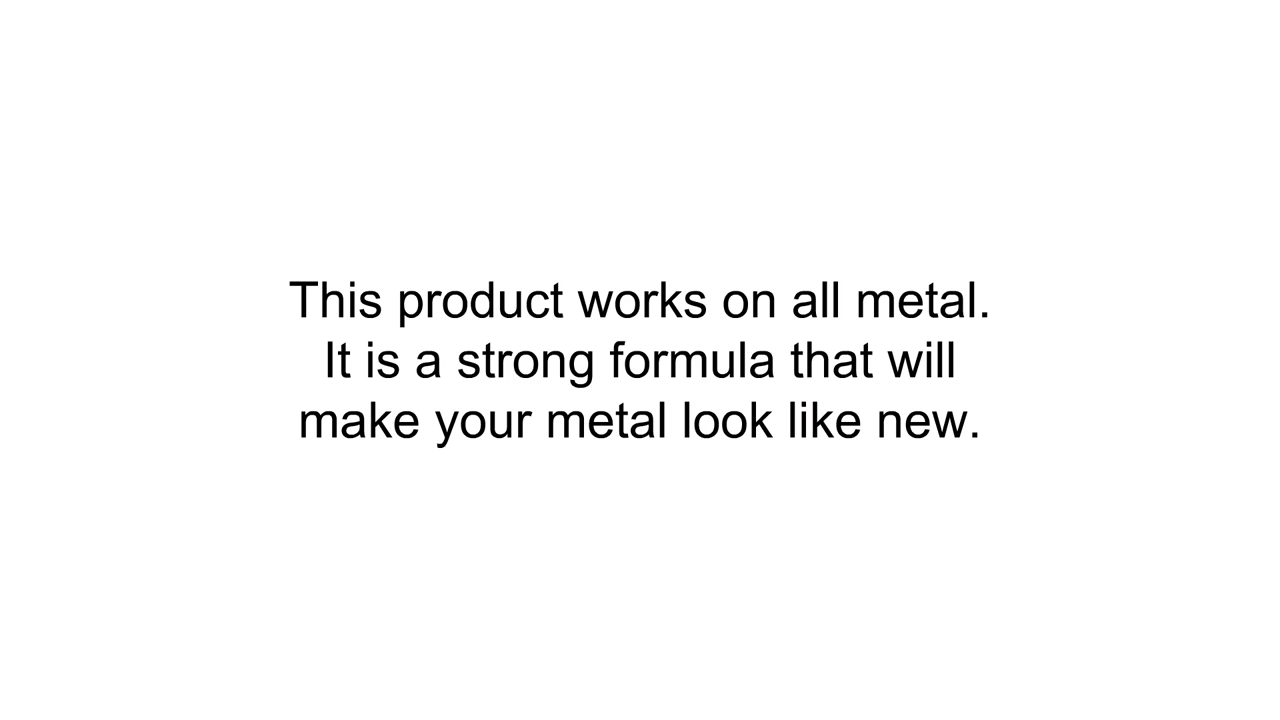 This product works on all metal.
It is a strong formula that will
make your metal look like new.